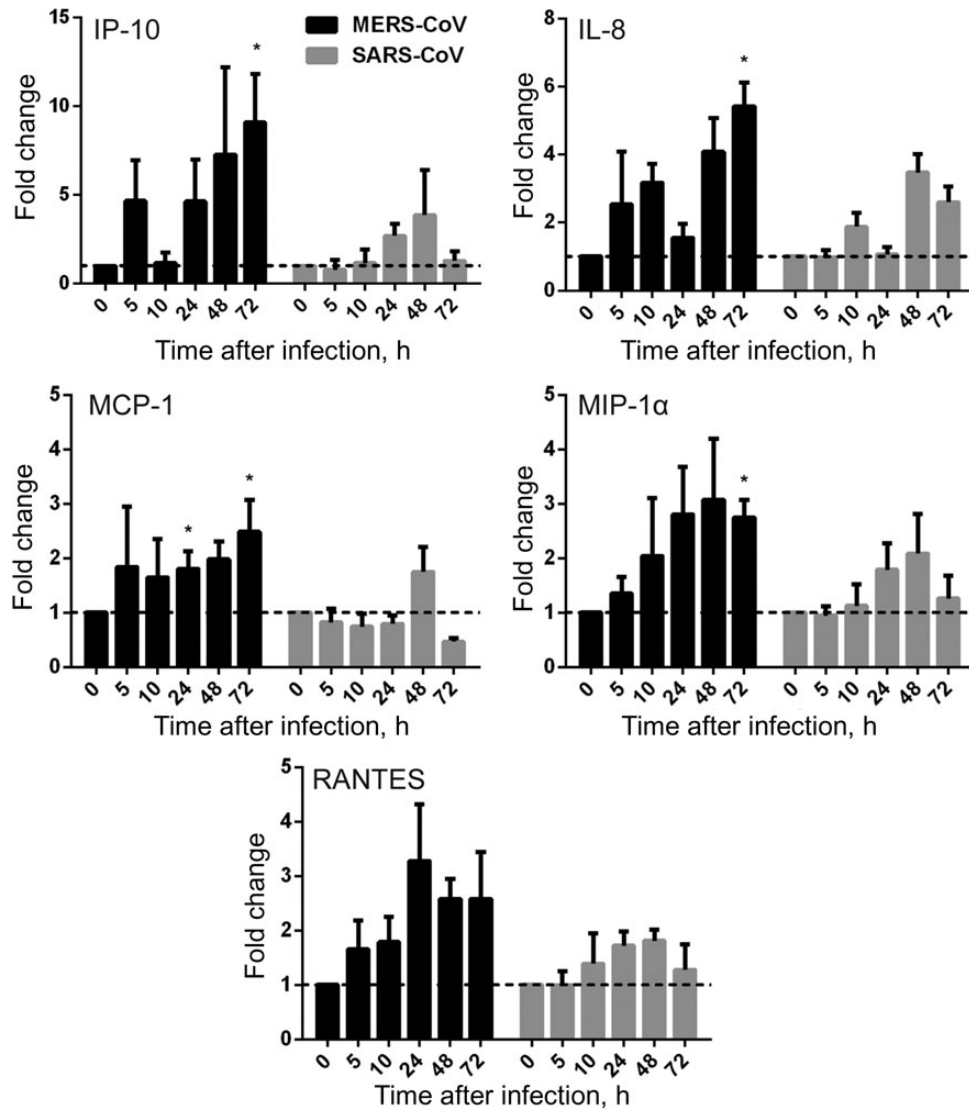 IP-10
MERS-CoV
SARS-CoV
Fold change
15
10
5
0
*
0 5 10 24 48 72 0 5 10 24 48 72
Time after infection, h
IL-8
Fold change
8
6
4
2
0
*
0 5 10 24 48 72 0 5 10 24 48 72
Time after infection, h
MCP-1
Fold change
5
4
3
2
1
0
* *
0 5 10 24 48 72 0 5 10 24 48 72
Time after infection, h
MIP-1α
Fold change
5
4
3
2
1
0
*
0 5 10 24 48 72 0 5 10 24 48 72
Time after infection, h
RANTES
Fold change
5
4
3
2
1
0
0 5 10 24 48 72 0 5 10 24 48 72
Time after infection, h